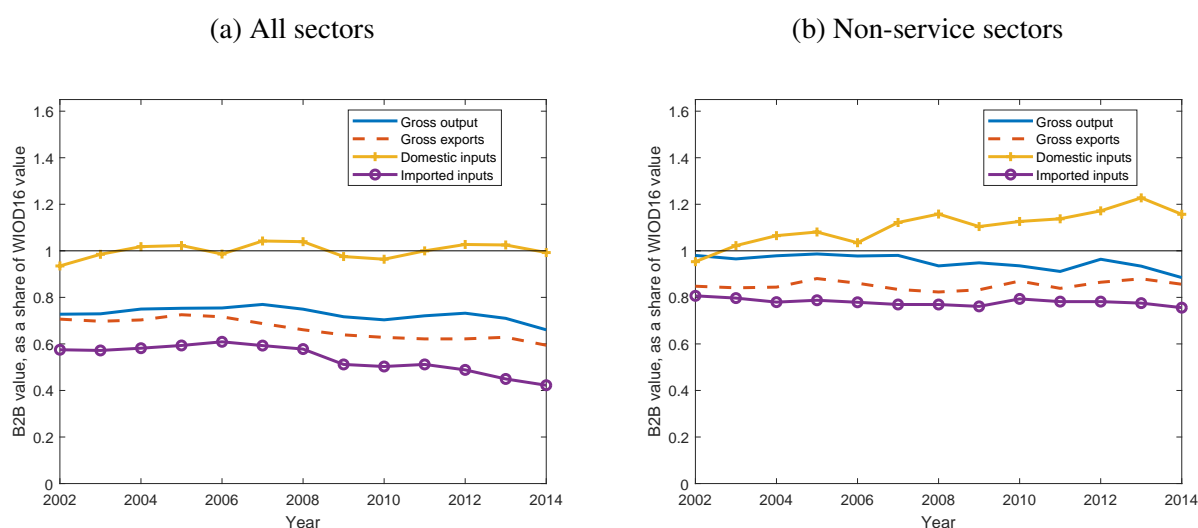 (a) All sectors
B2B value, as a share of WIOD16 value
1.6
1.4
1.2
1
0.8
0.6
0.4
0.2
0
Gross output
Gross exports
Domestic inputs
Imported inputs
2002 2004 2006 2008 2010 2012 2014
Year
(b) Non-service sectors
B2B value, as a share of WIOD16 value
1.6
1.4
1.2
1
0.8
0.6
0.4
0.2
0
Gross output
Gross exports
Domestic inputs
Imported inputs
2002 2004 2006 2008 2010 2012 2014
Year